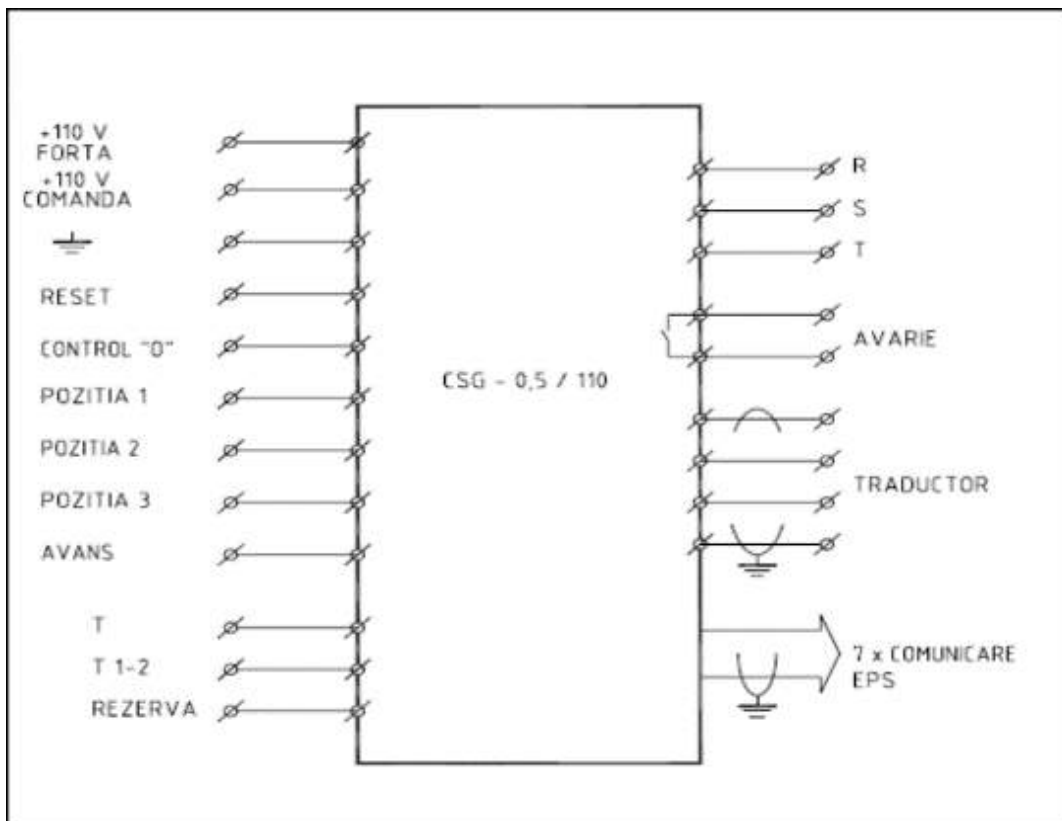 +110 V
FORTA
+110 V
COMANDA
RESET
CONTROL "0"
POZITIA 1
POZITIA 2
POZITIA 3
AVANS
T
T 1-2
REZERVA
CSG - 0,5 / 110
R
S
T
AVARIE
TRADUCTOR
7 x COMUNICARE
EPS